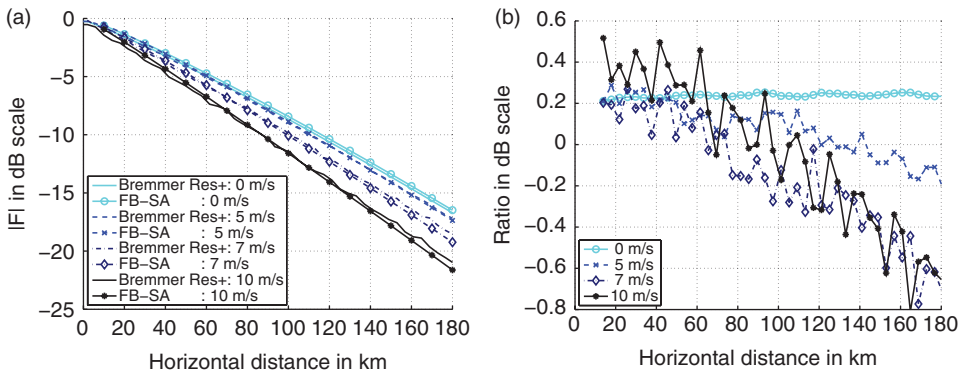 (a)
|F| in dB scale
0
−5
−10
−15
−20
−25
Bremmer Res+: 0 m/s
FB−SA : 0 m/s
Bremmer Res+: 5 m/s
FB−SA : 5 m/s
Bremmer Res+: 7 m/s
FB−SA : 7 m/s
Bremmer Res+: 10 m/s
FB−SA : 10 m/s
0 20 40 60 80 100 120 140 160 180
Horizontal distance in km
(b)
Ratio in dB scale
0.6
0.4
0.2
0
−0.2
−0.4
−0.6
−0.8
0 m/s
5 m/s
7 m/s
10 m/s
0 20 40 60 80 100 120 140 160 180
Horizontal distance in km